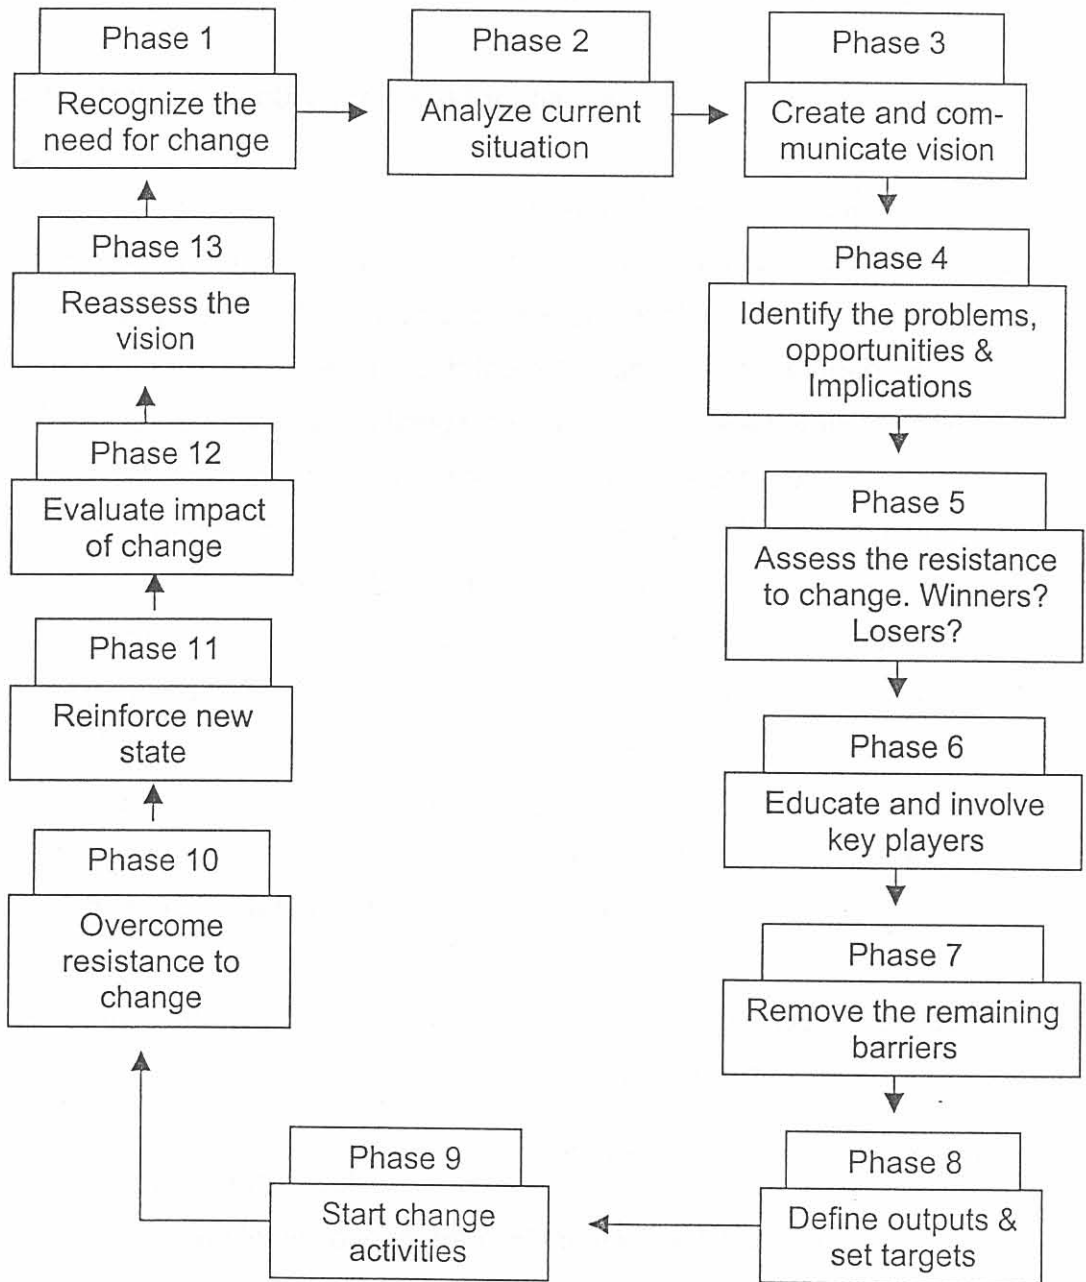 Phase 1
Recognize the
need for change
Phase 2
Analyze current
situation
Phase 3
Create and com-
municate vision
Phase 4
Identify the problems,
opportunities &
Implications
Phase 5
Assess the resistance
to change. Winners?
Losers?
Phase 6
Educate and involve
key players
Phase 7
Remove the remaining
barriers
Phase 8
Define outputs &
set targets
Phase 9
Start change
activities
Phase 10
Overcome
resistance to
change
Phase 11
Reinforce new
state
Phase 12
Evaluate impact
of change
Phase 13
Reassess the
vision